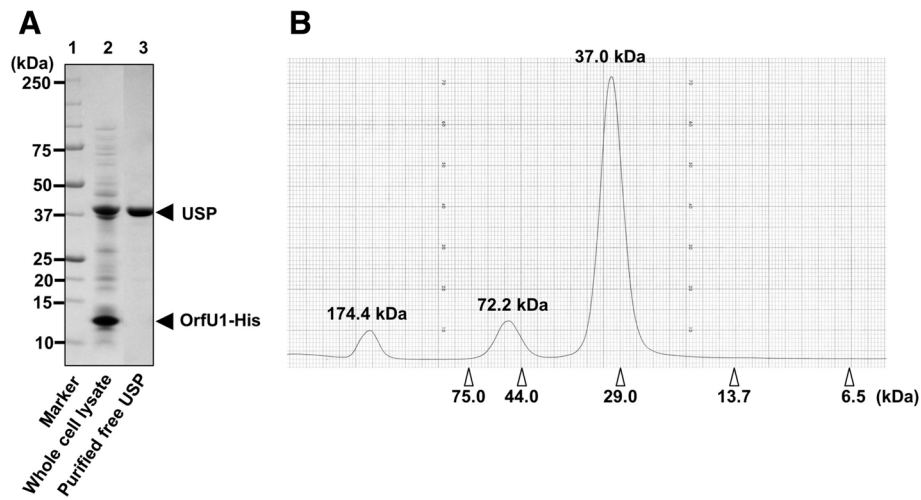 A
B
1 2 3
(kDa)
250
75
50
37
25
20
15
10
USP
OrfU1-His
Marker
Whole cell lysate
Purified free USP
37.0 kDa
174.4 kDa
72.2 kDa
75.0 44.0 29.0 13.7 6.5 (kDa)